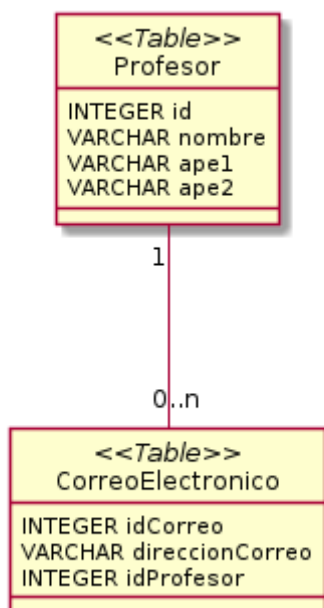 <<Table>>
Profesor
INTEGER id
VARCHAR nombre
VARCHAR ape1
VARCHAR ape2
1
0..n
<<Table>>
CorreoElectronico
INTEGER idCorreo
VARCHAR direccionCorreo
INTEGER idProfesor